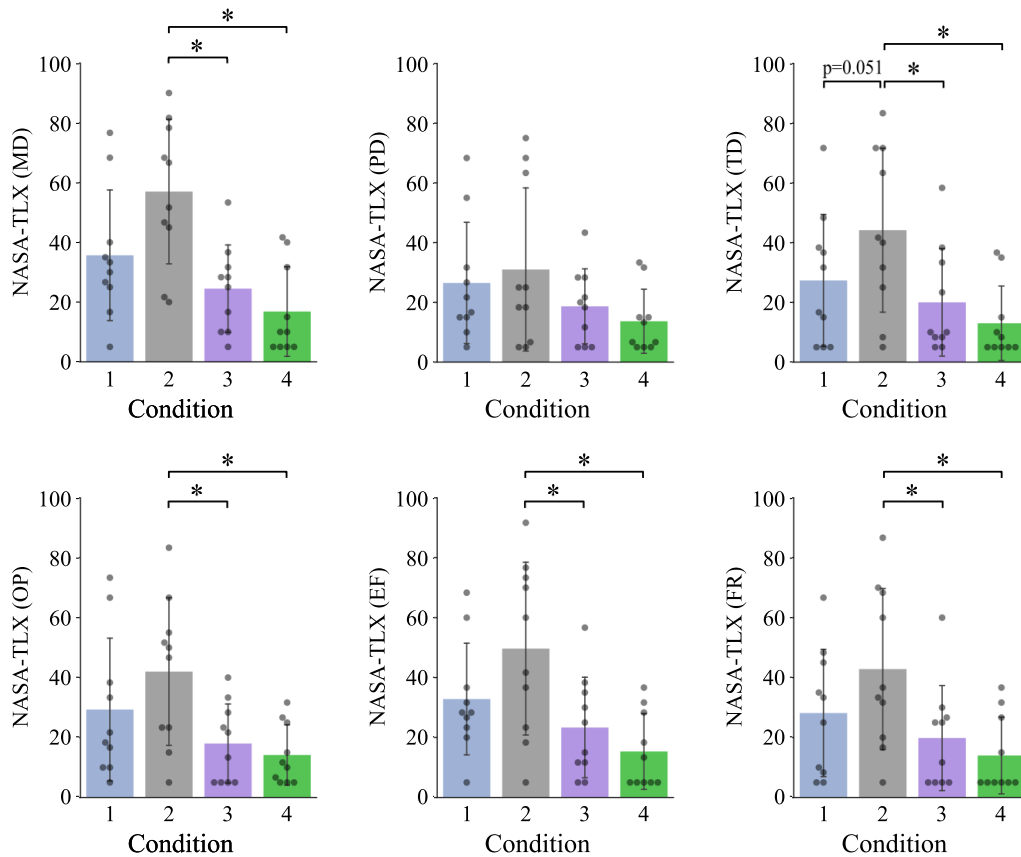 * *
NASA-TLX (MD)
100
80
60
40
20
0
1 2 3 4
Condition
NASA-TLX (PD)
100
80
60
40
20
0
1 2 3 4
Condition
*
p=0.051 *
NASA-TLX (TD)
100
80
60
40
20
0
1 2 3 4
Condition
*
*
NASA-TLX (OP)
100
80
60
40
20
0
1 2 3 4
Condition
*
*
NASA-TLX (EF)
100
80
60
40
20
0
1 2 3 4
Condition
*
*
NASA-TLX (FR)
100
80
60
40
20
0
1 2 3 4
Condition